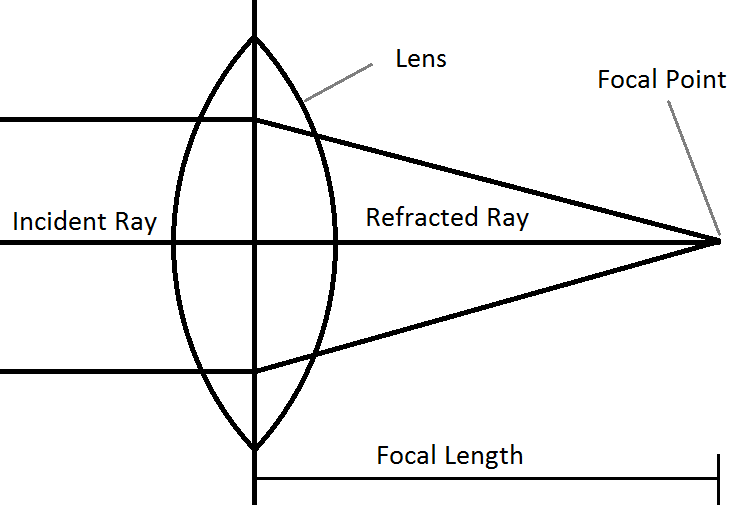 Lens
Focal Point
Incident Ray
Refracted Ray
Focal Length